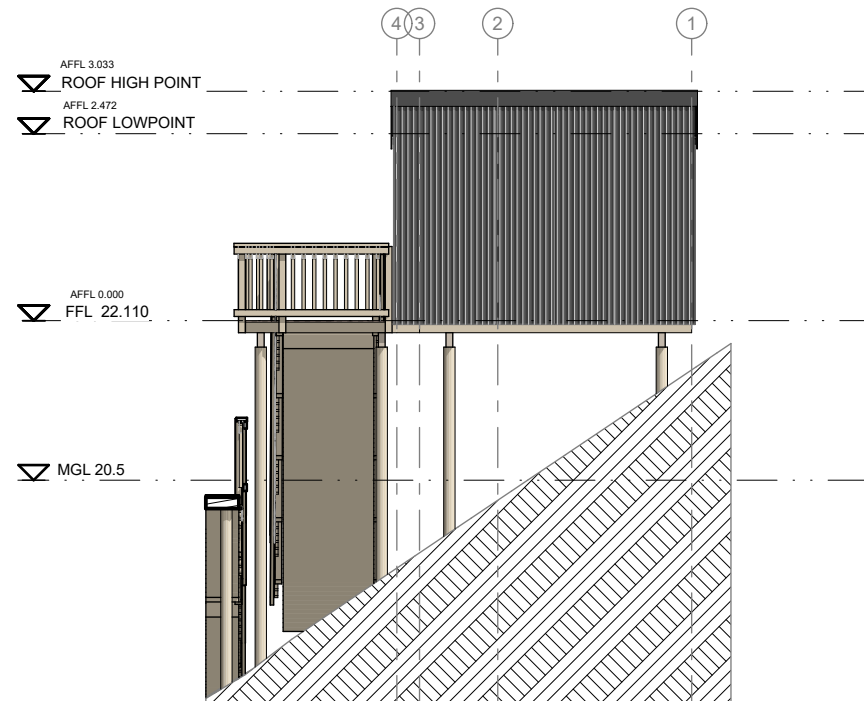 4 3 2 1
AFFL 3.033
ROOF HIGH POINT
AFFL 2.472
ROOF LOWPOINT
AFFL 0.000
FFL 22.110
MGL 20.5